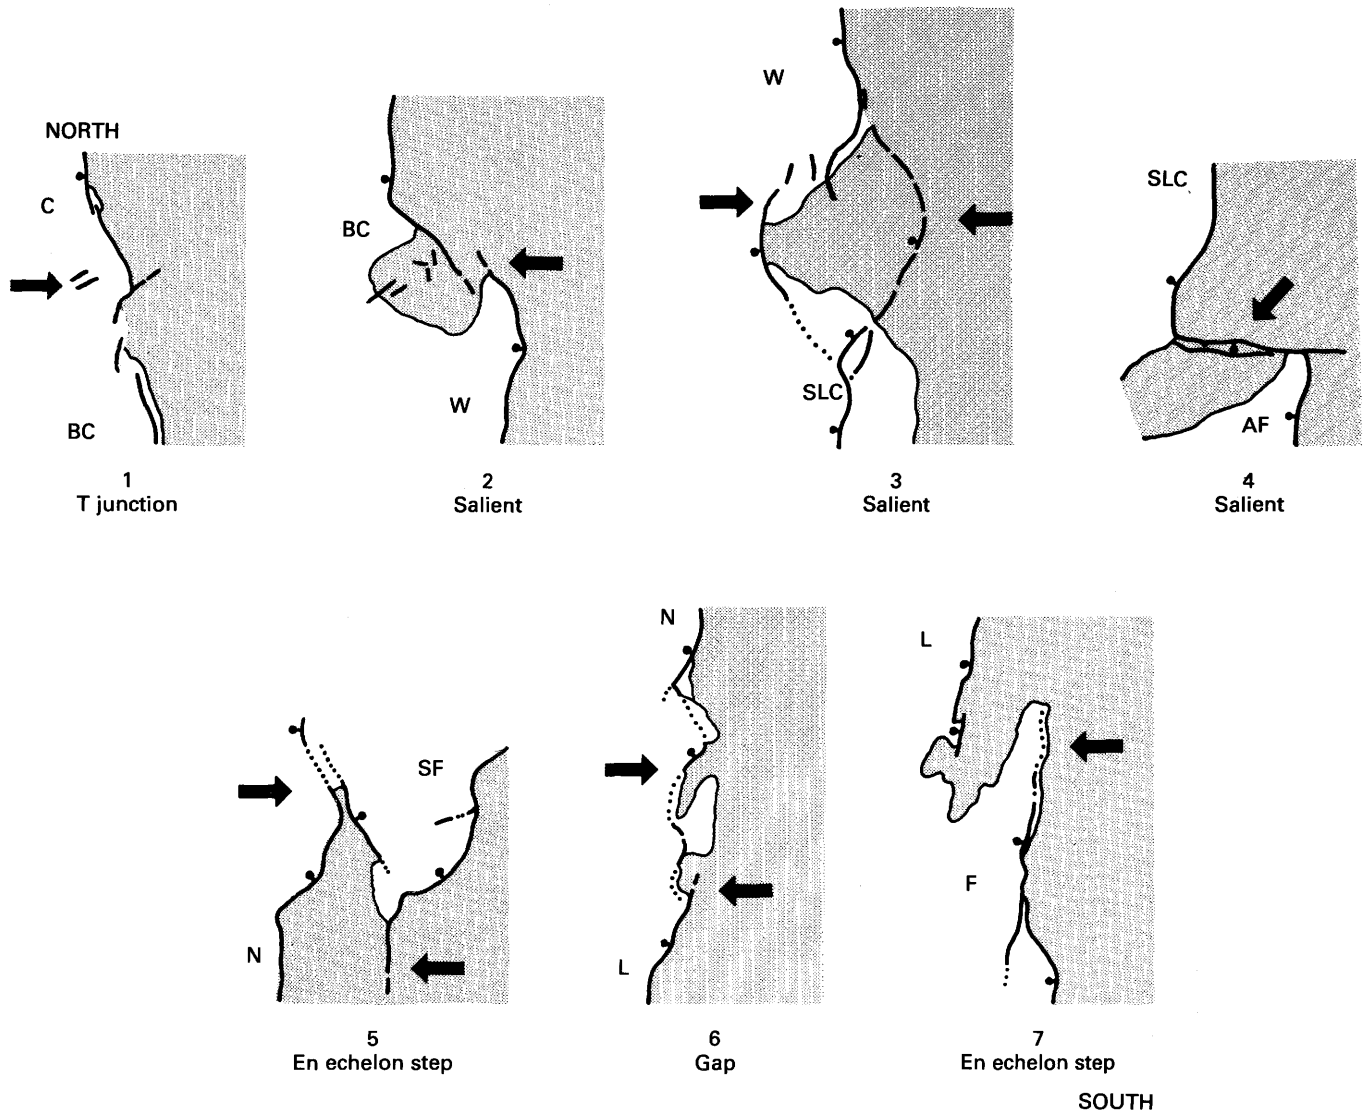 NORTH
C
BC
1
T junction
BC
W
2
Salient
W
SLC
3
Salient
SLC
AF
4
Salient
SF
N
5
En echelon step
N
L
6
Gap
L
F
7
En echelon step
SOUTH